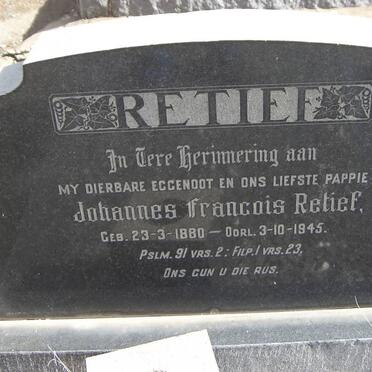 RETIEF
In Tere Herinnering aan
MY DIERBARE EGGENOOT EN ONS LIEFSTE PAPPIE
Johannes Francois Retief,
GEB. 23-3-1880 — OORL. 3-10-1945.
PSLM. 91 VRS. 2; FILP. 1 VRS. 23.
ONS GUN U DIE RUS.